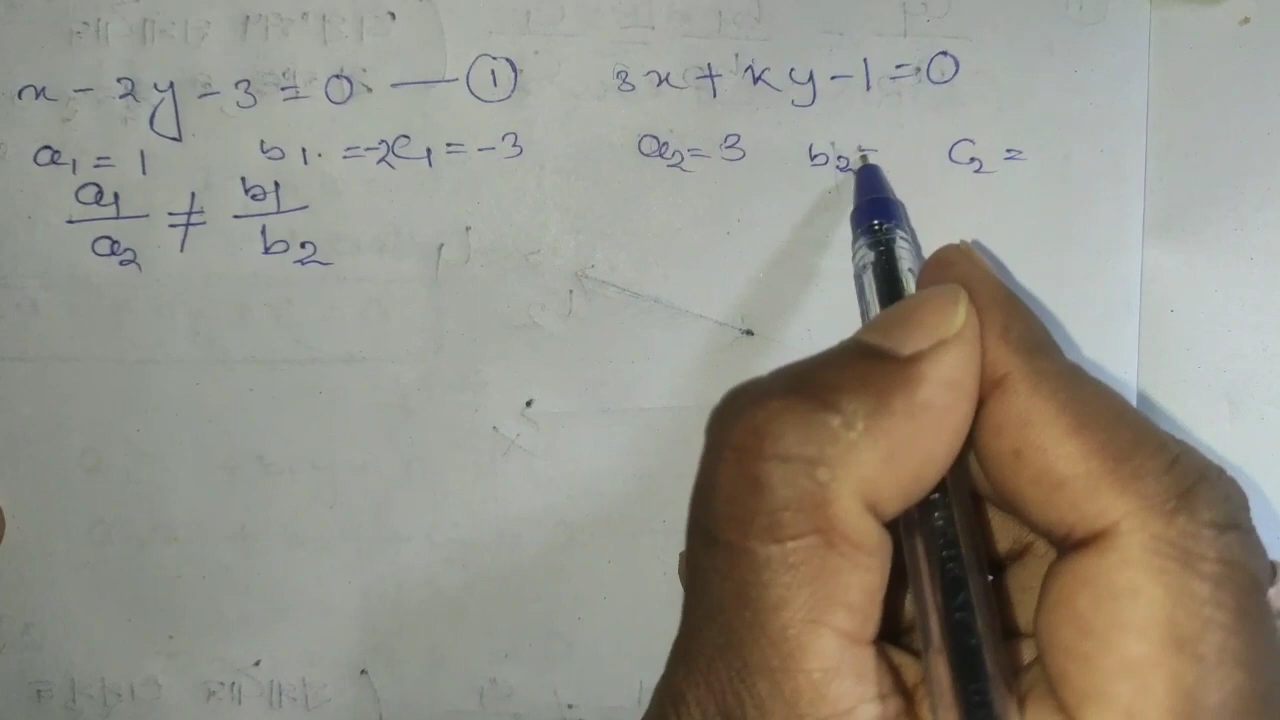 x - 2y - 3 = 0 — ① 3x + ky - 1 = 0
a₁ = 1 b₁. = -2 c₁ = -3 a₂ = 3 b₂ = c₂ =
a₁/a₂ ≠ b₁/b₂